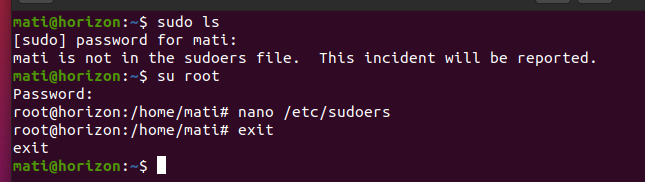 mati@horizon:~$ sudo ls
[sudo] password for mati:
mati is not in the sudoers file.  This incident will be reported.
mati@horizon:~$ su root
Password:
root@horizon:/home/mati# nano /etc/sudoers
root@horizon:/home/mati# exit
exit
mati@horizon:~$